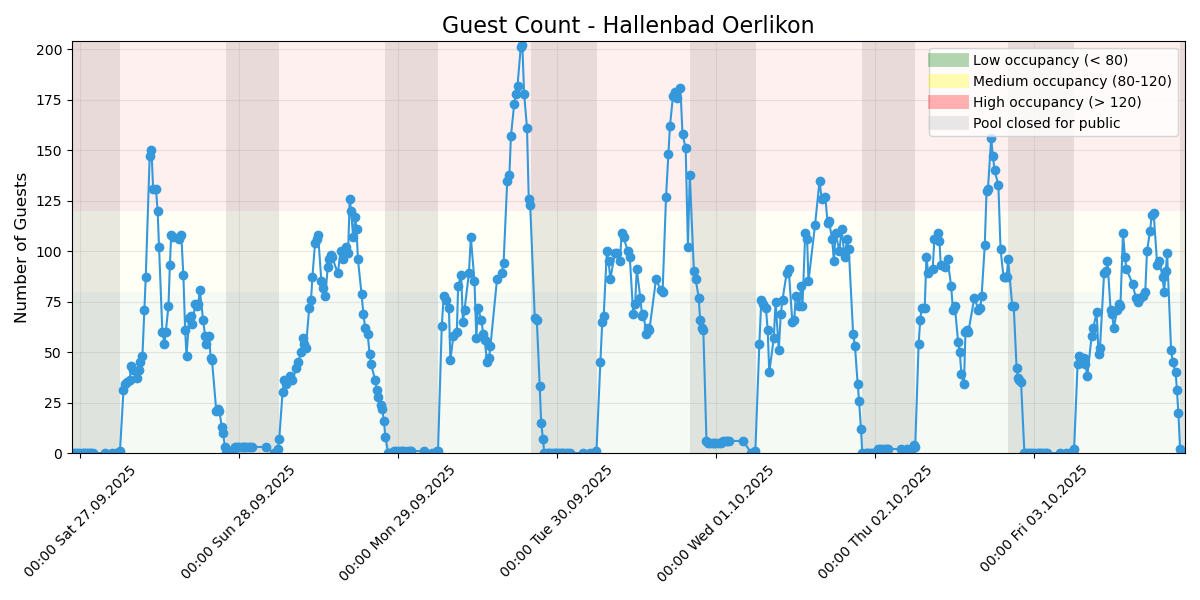 Guest Count - Hallenbad Oerlikon
Number of Guests
200
175
150
125
100
75
50
25
0
Low occupancy (< 80)
Medium occupancy (80-120)
High occupancy (> 120)
Pool closed for public
00:00 Sat 27.09.2025
00:00 Sun 28.09.2025
00:00 Mon 29.09.2025
00:00 Tue 30.09.2025
00:00 Wed 01.10.2025
00:00 Thu 02.10.2025
00:00 Fri 03.10.2025